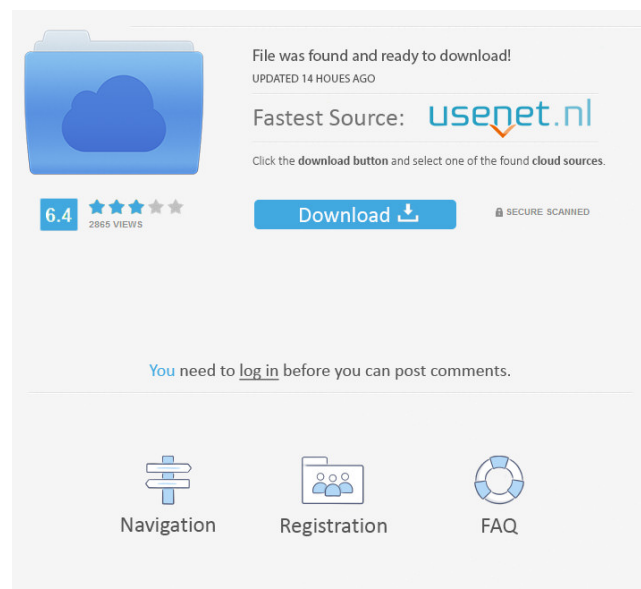 File was found and ready to download!
UPDATED 14 HOUES AGO
Fastest Source: usenet.nl
Click the download button and select one of the found cloud sources.
6.4
2865 VIEWS
Download
SECURE SCANNED
You need to log in before you can post comments.
Navigation
Registration
FAQ